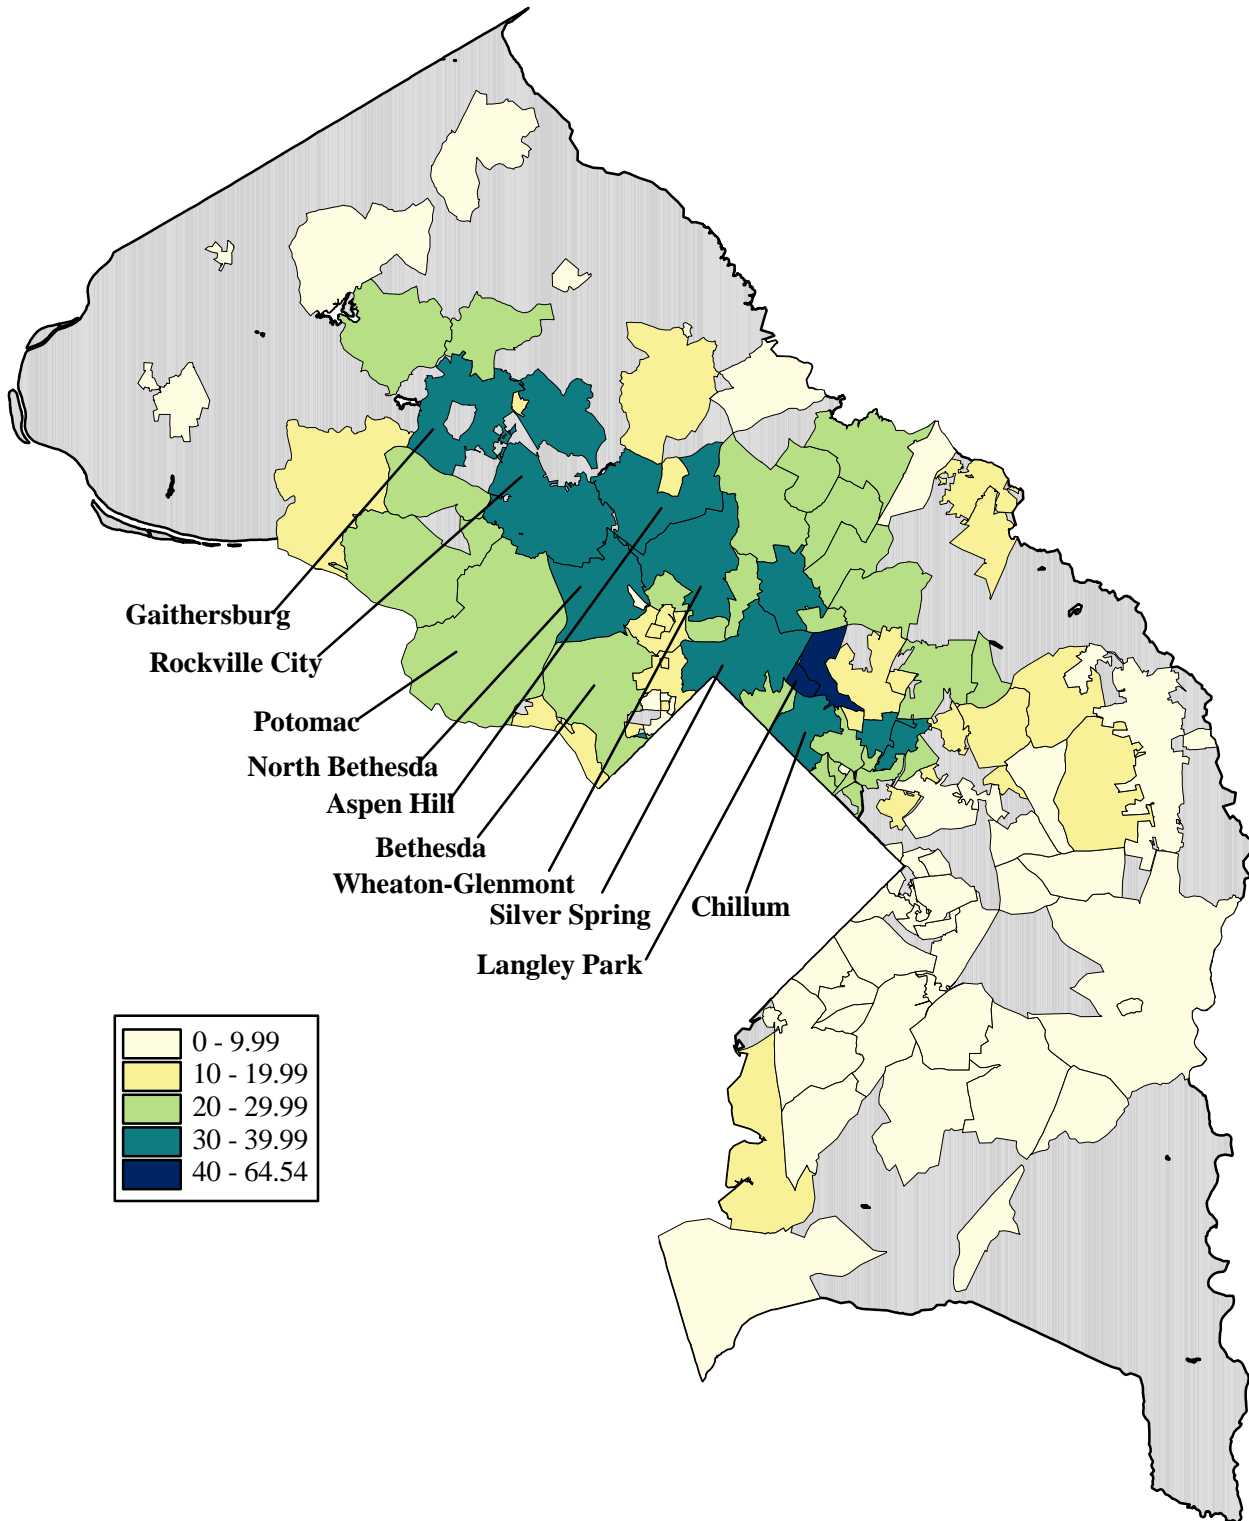 Gaithersburg
Rockville City
Potomac
North Bethesda
Aspen Hill
Bethesda
Wheaton-Glenmont
Silver Spring
Chillum
Langley Park
0 - 9.99
10 - 19.99
20 - 29.99
30 - 39.99
40 - 64.54